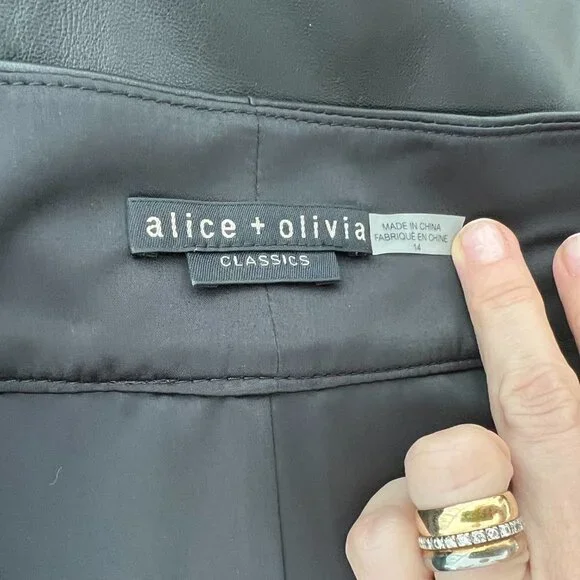 alice + olivia
CLASSICS
MADE IN CHINA
FABRIQUÉ EN CHINE
14